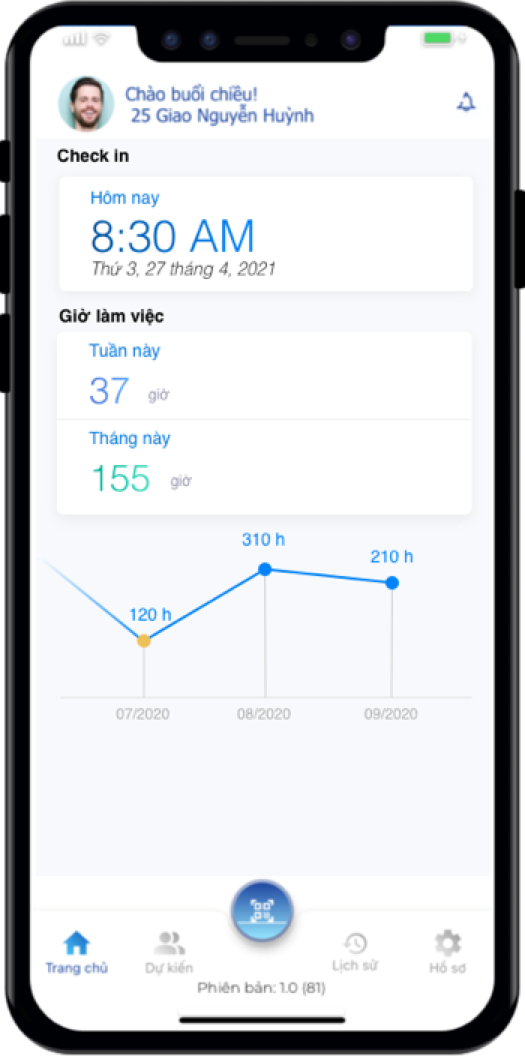 Chào buổi chiều!
25 Giao Nguyễn Huỳnh
Check in
Hôm nay
8:30 AM
Thứ 3, 27 tháng 4, 2021
Giờ làm việc
Tuần này
37 giờ
Tháng này
155 giờ
310 h
210 h
120 h
07/2020 08/2020 09/2020
Trang chủ Dự kiến Lịch sử Hồ sơ
Phiên bản: 1.0 (81)